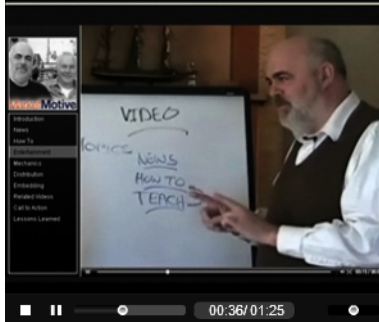 Motive
Introduction
News
How To
Entertainment
Mechanics
Distribution
Embedding
Related Videos
Call to Action
Lessons Learned
VIDEO
TOPICS
NEWS
HOW TO
TEACH
00:36/01:25